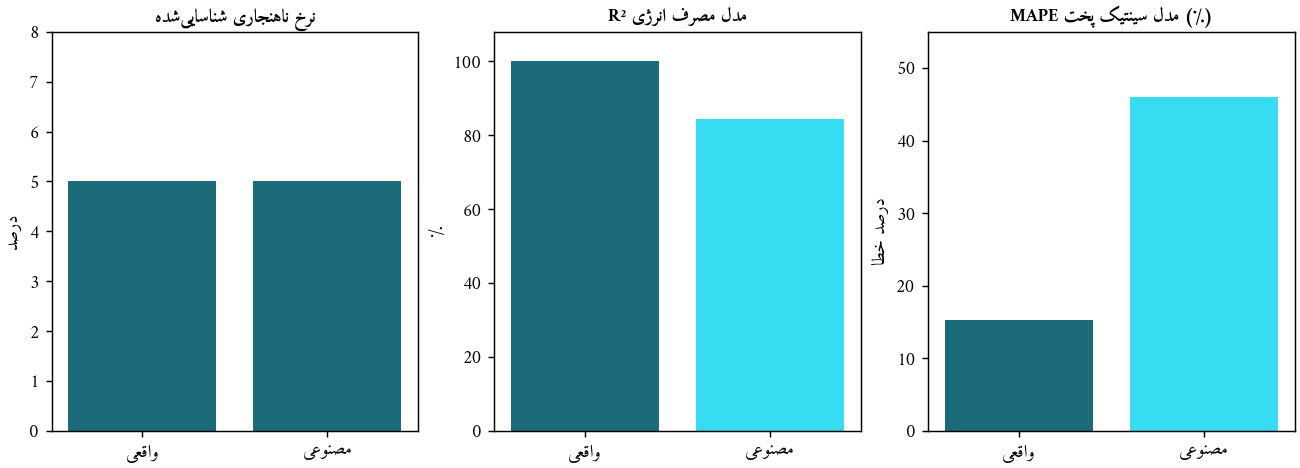 نرخ ناهنجاری شناسایی‌شده
درصد
8
7
6
5
4
3
2
1
0
واقعی
مصنوعی
مدل مصرف انرژی R²
٪
100
80
60
40
20
0
واقعی
مصنوعی
MAPE مدل سینتیک پخت (٪)
درصد خطا
50
40
30
20
10
0
واقعی
مصنوعی